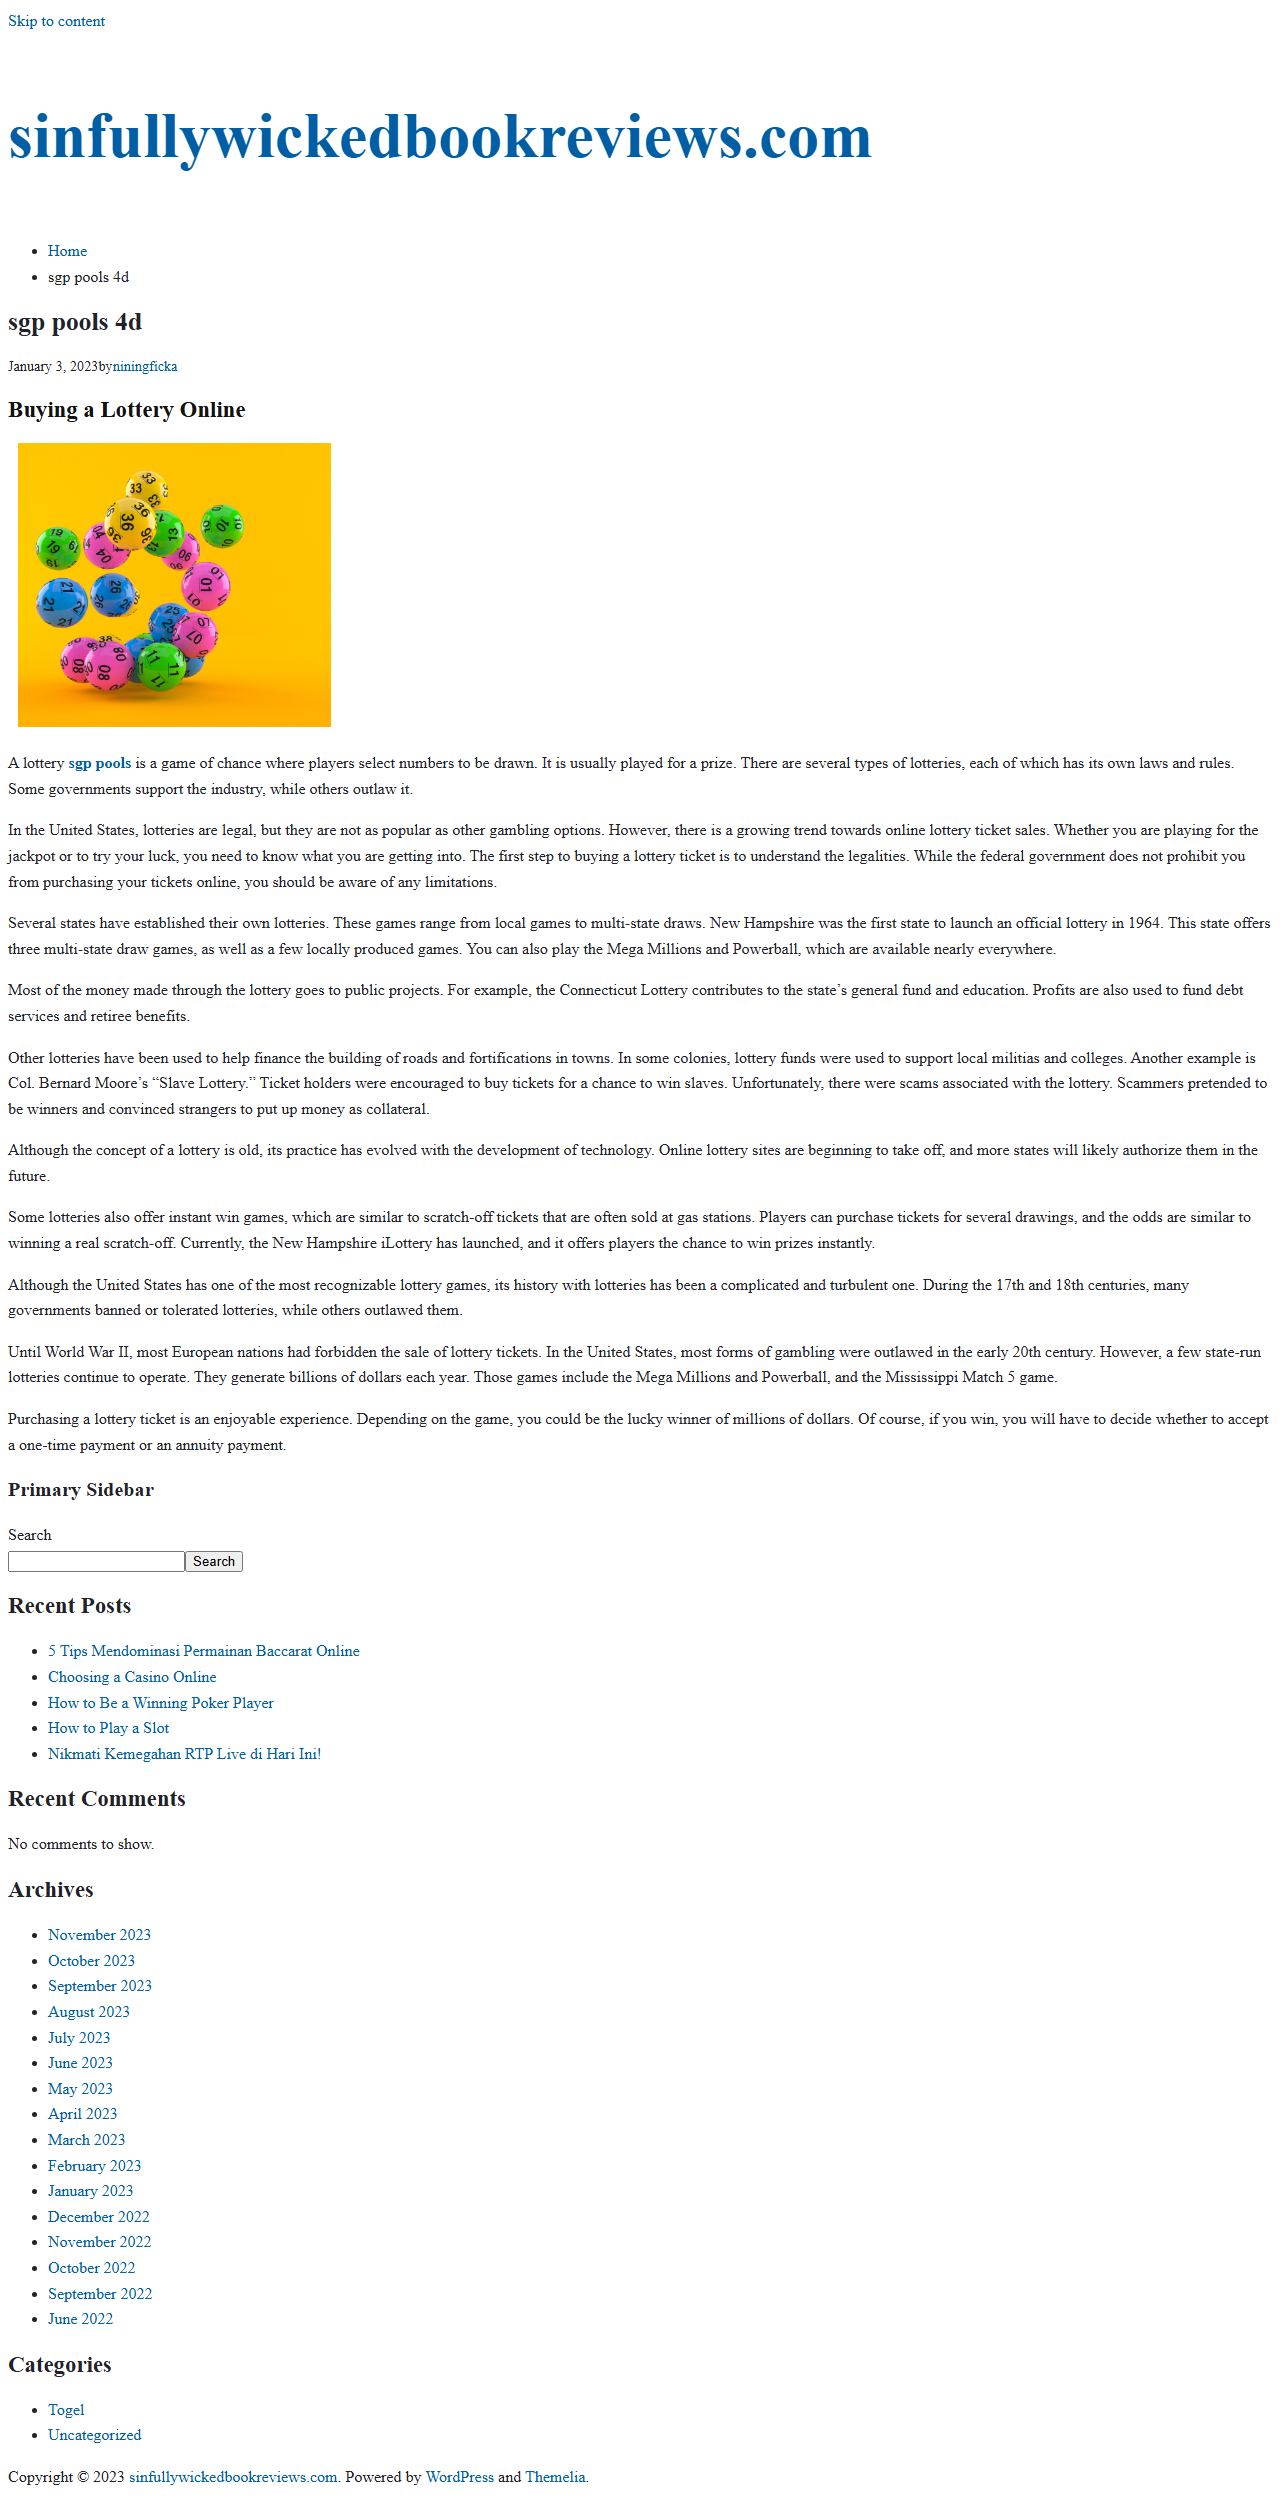 Skip to content
sinfullywickedbookreviews.com
Home
sgp pools 4d
sgp pools 4d
January 3, 2023byniningficka
Buying a Lottery Online
33
33
36
36
36
13
10
10
19
19
19
04
04
06
01
01
21
21
21
26
26
25
07
07
08
08
08
11
11
11
A lottery sgp pools is a game of chance where players select numbers to be drawn. It is usually played for a prize. There are several types of lotteries, each of which has its own laws and rules.
Some governments support the industry, while others outlaw it.
In the United States, lotteries are legal, but they are not as popular as other gambling options. However, there is a growing trend towards online lottery ticket sales. Whether you are playing for the
jackpot or to try your luck, you need to know what you are getting into. The first step to buying a lottery ticket is to understand the legalities. While the federal government does not prohibit you
from purchasing your tickets online, you should be aware of any limitations.
Several states have established their own lotteries. These games range from local games to multi-state draws. New Hampshire was the first state to launch an official lottery in 1964. This state offers
three multi-state draw games, as well as a few locally produced games. You can also play the Mega Millions and Powerball, which are available nearly everywhere.
Most of the money made through the lottery goes to public projects. For example, the Connecticut Lottery contributes to the state’s general fund and education. Profits are also used to fund debt
services and retiree benefits.
Other lotteries have been used to help finance the building of roads and fortifications in towns. In some colonies, lottery funds were used to support local militias and colleges. Another example is
Col. Bernard Moore’s “Slave Lottery.” Ticket holders were encouraged to buy tickets for a chance to win slaves. Unfortunately, there were scams associated with the lottery. Scammers pretended to
be winners and convinced strangers to put up money as collateral.
Although the concept of a lottery is old, its practice has evolved with the development of technology. Online lottery sites are beginning to take off, and more states will likely authorize them in the
future.
Some lotteries also offer instant win games, which are similar to scratch-off tickets that are often sold at gas stations. Players can purchase tickets for several drawings, and the odds are similar to
winning a real scratch-off. Currently, the New Hampshire iLottery has launched, and it offers players the chance to win prizes instantly.
Although the United States has one of the most recognizable lottery games, its history with lotteries has been a complicated and turbulent one. During the 17th and 18th centuries, many
governments banned or tolerated lotteries, while others outlawed them.
Until World War II, most European nations had forbidden the sale of lottery tickets. In the United States, most forms of gambling were outlawed in the early 20th century. However, a few state-run
lotteries continue to operate. They generate billions of dollars each year. Those games include the Mega Millions and Powerball, and the Mississippi Match 5 game.
Purchasing a lottery ticket is an enjoyable experience. Depending on the game, you could be the lucky winner of millions of dollars. Of course, if you win, you will have to decide whether to accept
a one-time payment or an annuity payment.
Primary Sidebar
Search
Search
Recent Posts
5 Tips Mendominasi Permainan Baccarat Online
Choosing a Casino Online
How to Be a Winning Poker Player
How to Play a Slot
Nikmati Kemegahan RTP Live di Hari Ini!
Recent Comments
No comments to show.
Archives
November 2023
October 2023
September 2023
August 2023
July 2023
June 2023
May 2023
April 2023
March 2023
February 2023
January 2023
December 2022
November 2022
October 2022
September 2022
June 2022
Categories
Togel
Uncategorized
Copyright © 2023 sinfullywickedbookreviews.com. Powered by WordPress and Themelia.